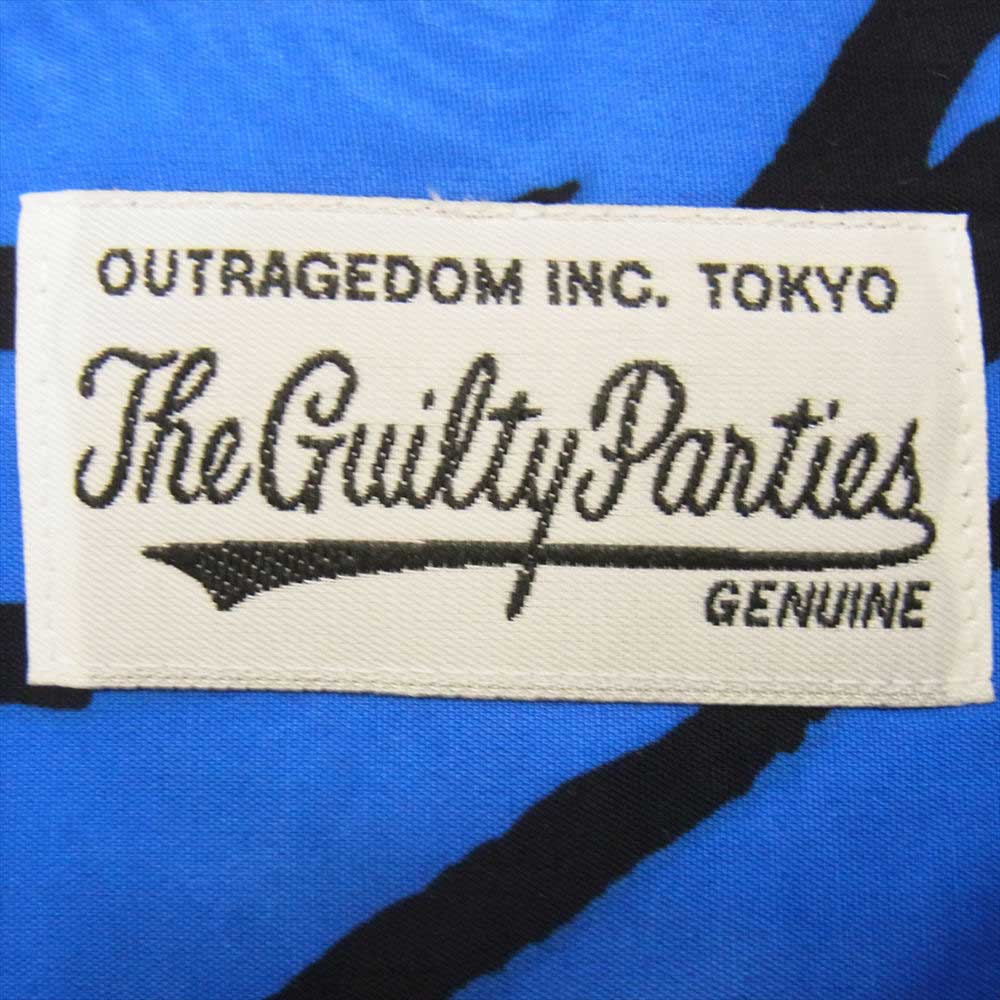 OUTRAGEDOM INC. TOKYO
The Guilty Parties
GENUINE